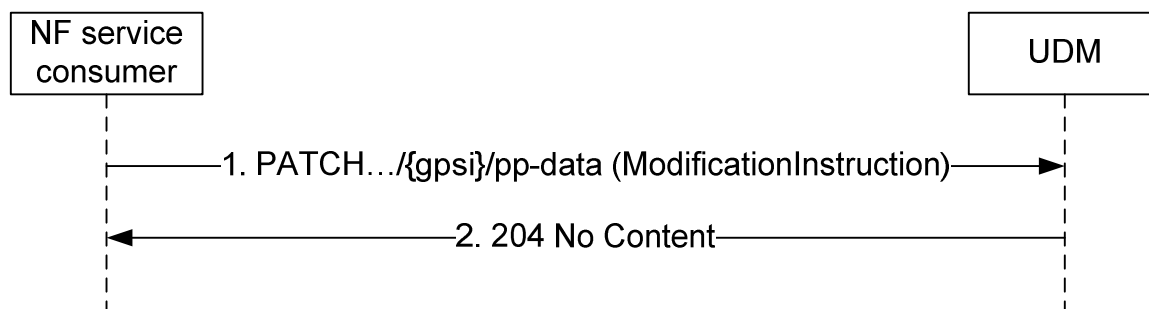 NF service
consumer
UDM
1. PATCH…/{gpsi}/pp-data (ModificationInstruction)
2. 204 No Content